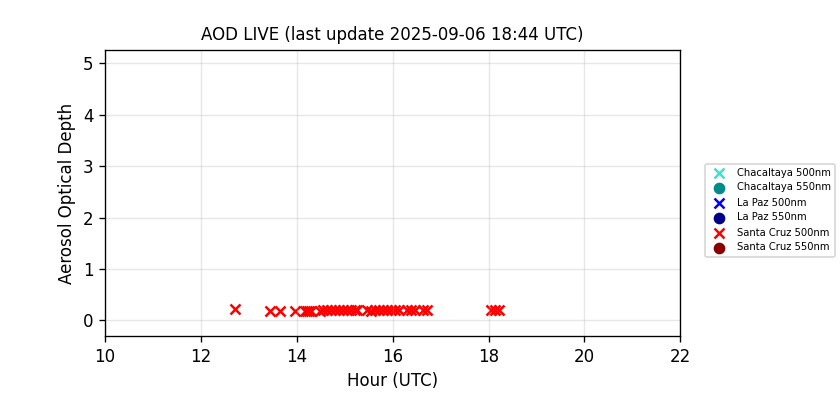 AOD LIVE (last update 2025-09-06 18:44 UTC)
5
4
3
2
1
0
Aerosol Optical Depth
10 12 14 16 18 20 22
Hour (UTC)
Chacaltaya 500nm
Chacaltaya 550nm
La Paz 500nm
La Paz 550nm
Santa Cruz 500nm
Santa Cruz 550nm